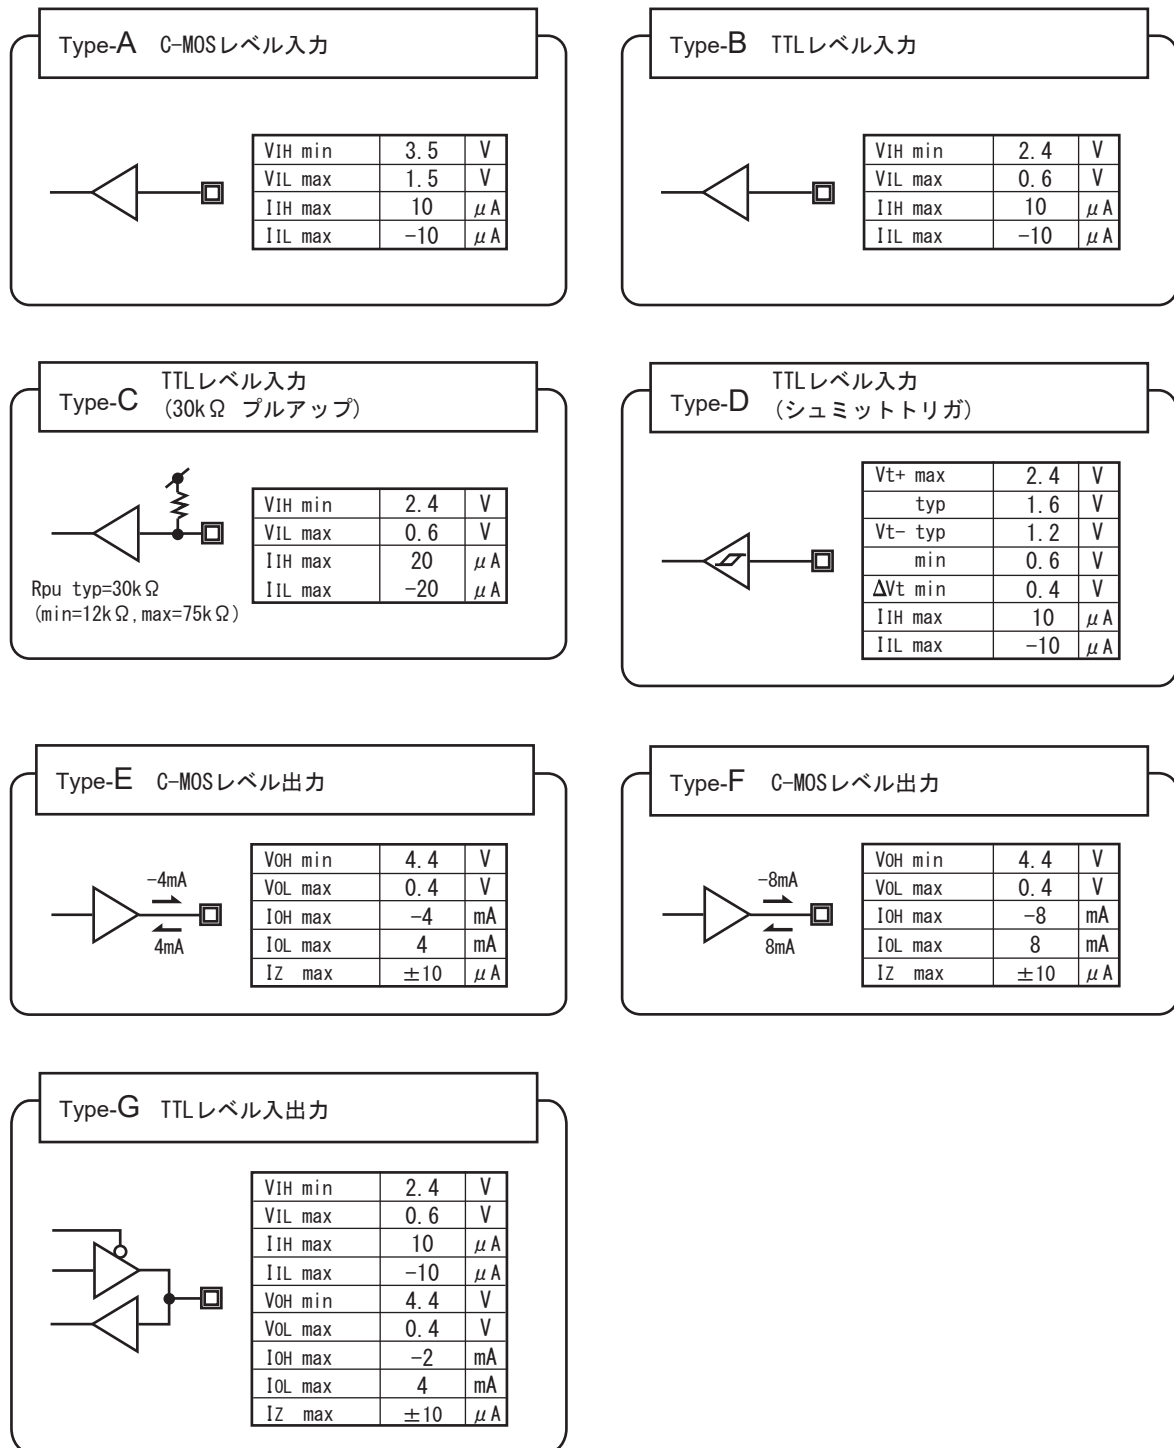 Type-A C-MOSレベル入力
VIH min 3.5 V
VIL max 1.5 V
IIH max 10 μA
IIL max −10 μA
Type-B TTLレベル入力
VIH min 2.4 V
VIL max 0.6 V
IIH max 10 μA
IIL max −10 μA
Type-C TTLレベル入力
(30kΩ プルアップ)
VIH min 2.4 V
VIL max 0.6 V
IIH max 20 μA
IIL max −20 μA
Rpu typ=30kΩ
(min=12kΩ,max=75kΩ)
Type-D TTLレベル入力
(シュミットトリガ)
Vt+ max 2.4 V
typ 1.6 V
Vt− typ 1.2 V
min 0.6 V
ΔVt min 0.4 V
IIH max 10 μA
IIL max −10 μA
Type-E C-MOSレベル出力
−4mA
4mA
VOH min 4.4 V
VOL max 0.4 V
IOH max −4 mA
IOL max 4 mA
IZ max ±10 μA
Type-F C-MOSレベル出力
−8mA
8mA
VOH min 4.4 V
VOL max 0.4 V
IOH max −8 mA
IOL max 8 mA
IZ max ±10 μA
Type-G TTLレベル入出力
VIH min 2.4 V
VIL max 0.6 V
IIH max 10 μA
IIL max −10 μA
VOH min 4.4 V
VOL max 0.4 V
IOH max −2 mA
IOL max 4 mA
IZ max ±10 μA